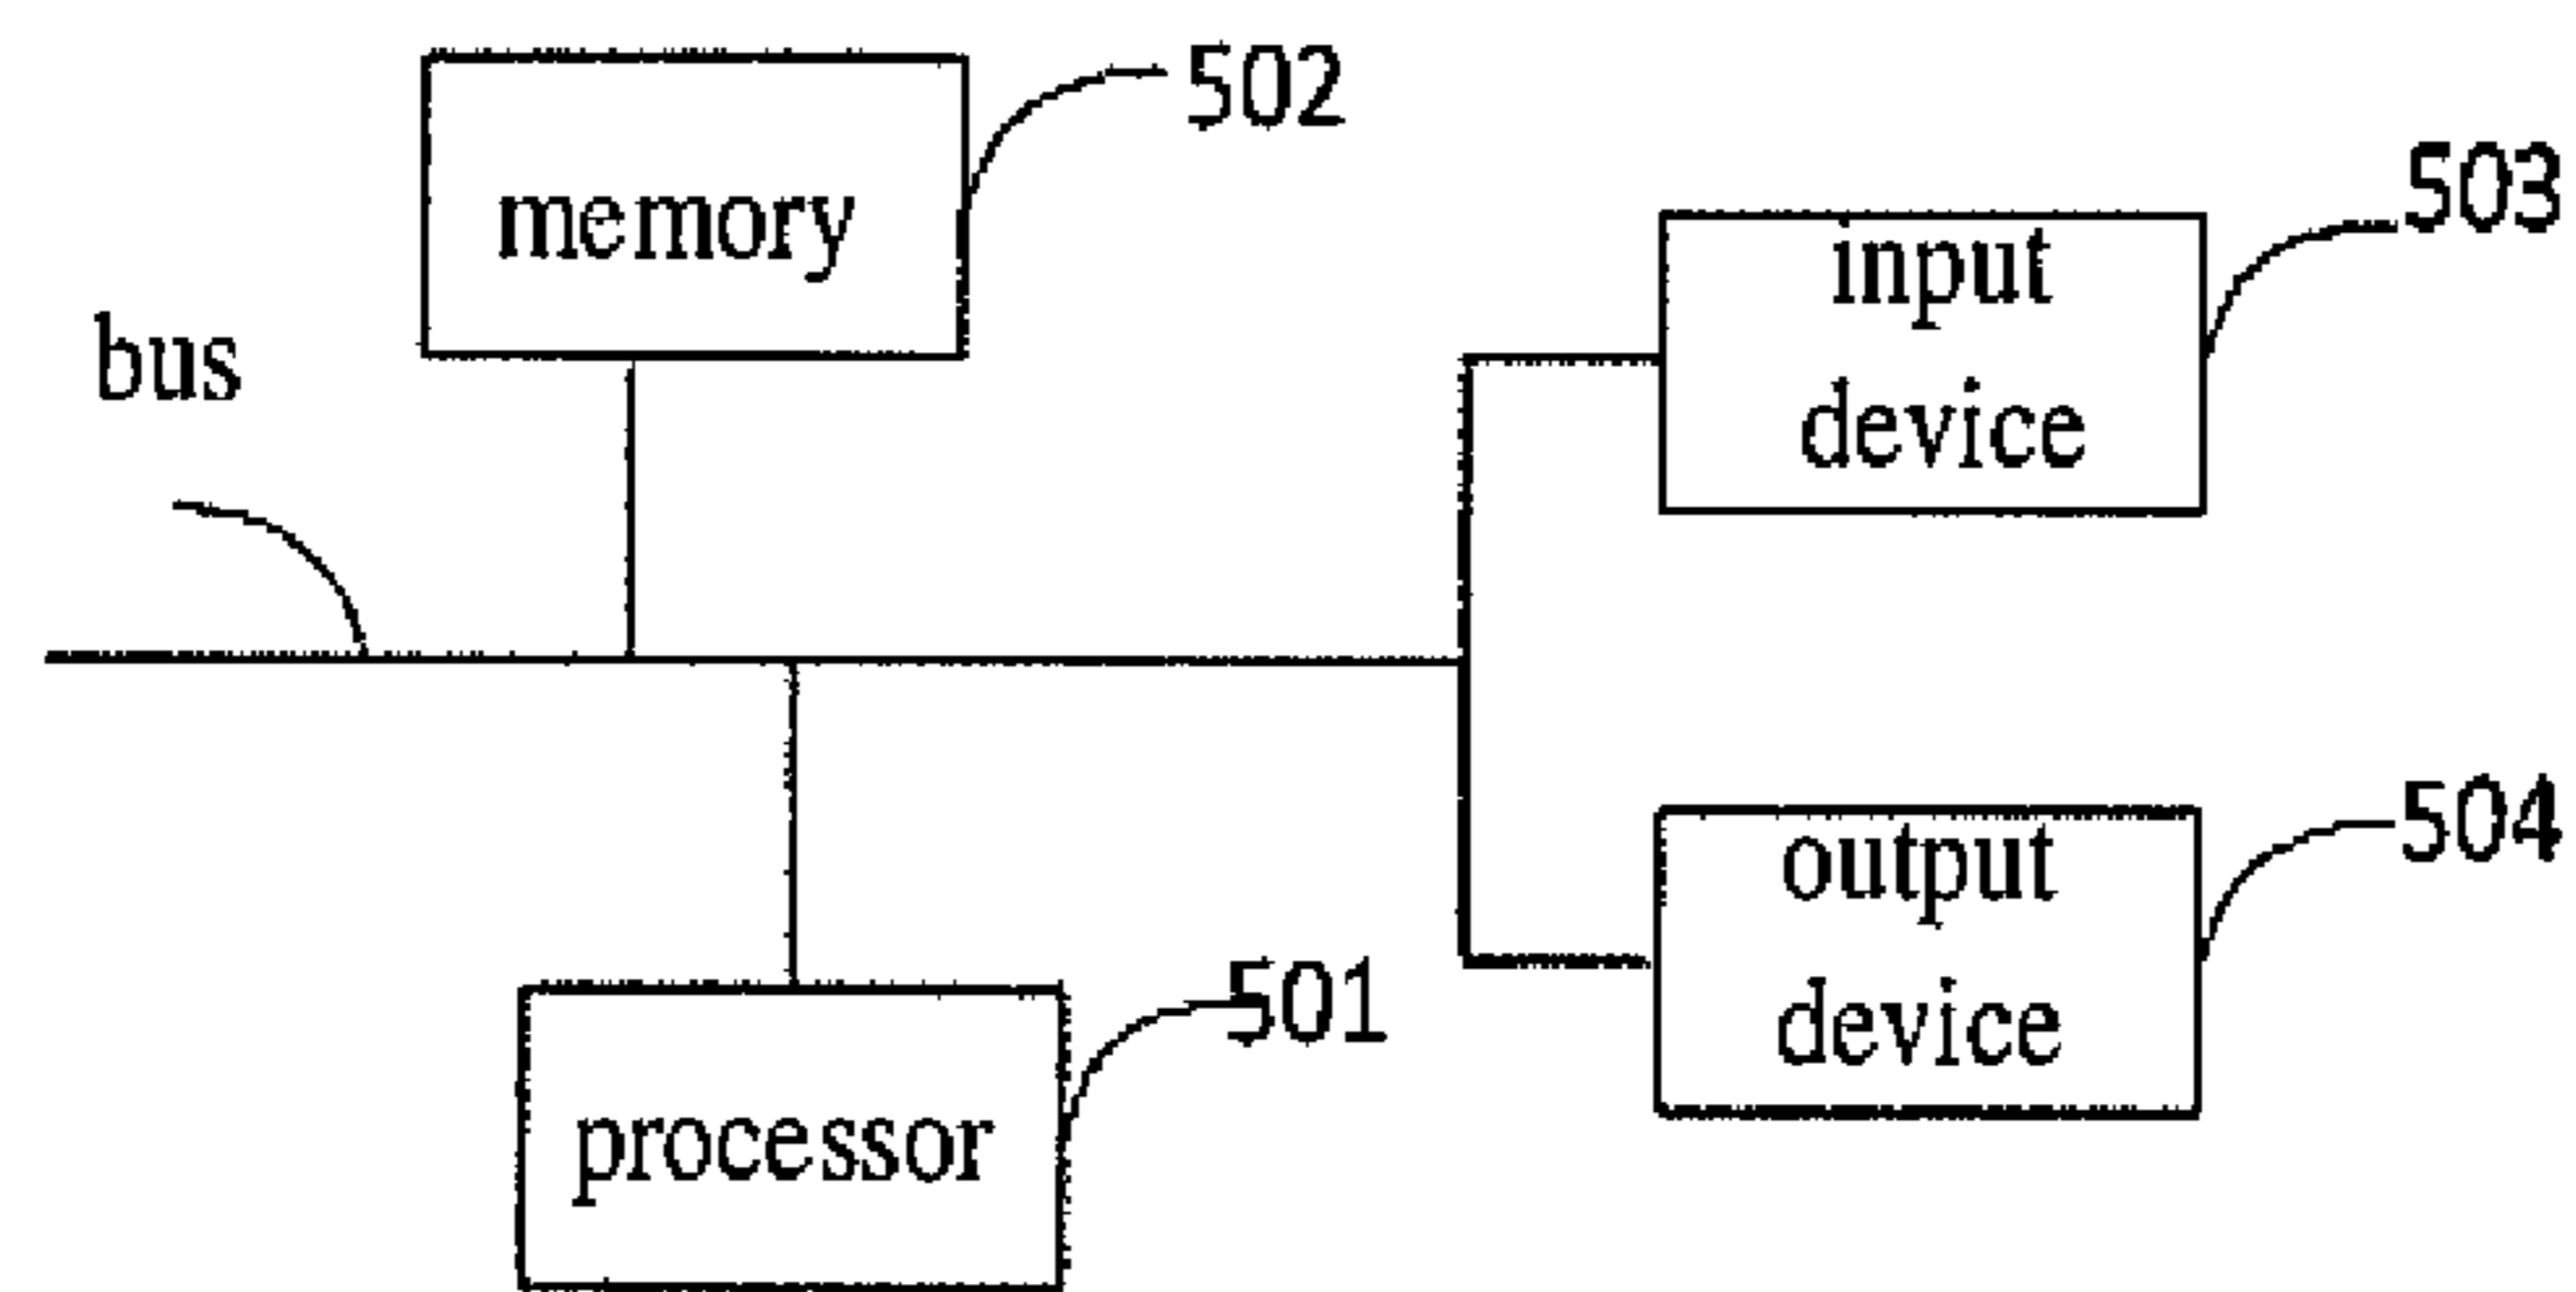 502
memory
503
input
device
bus
504
output
device
501
processor